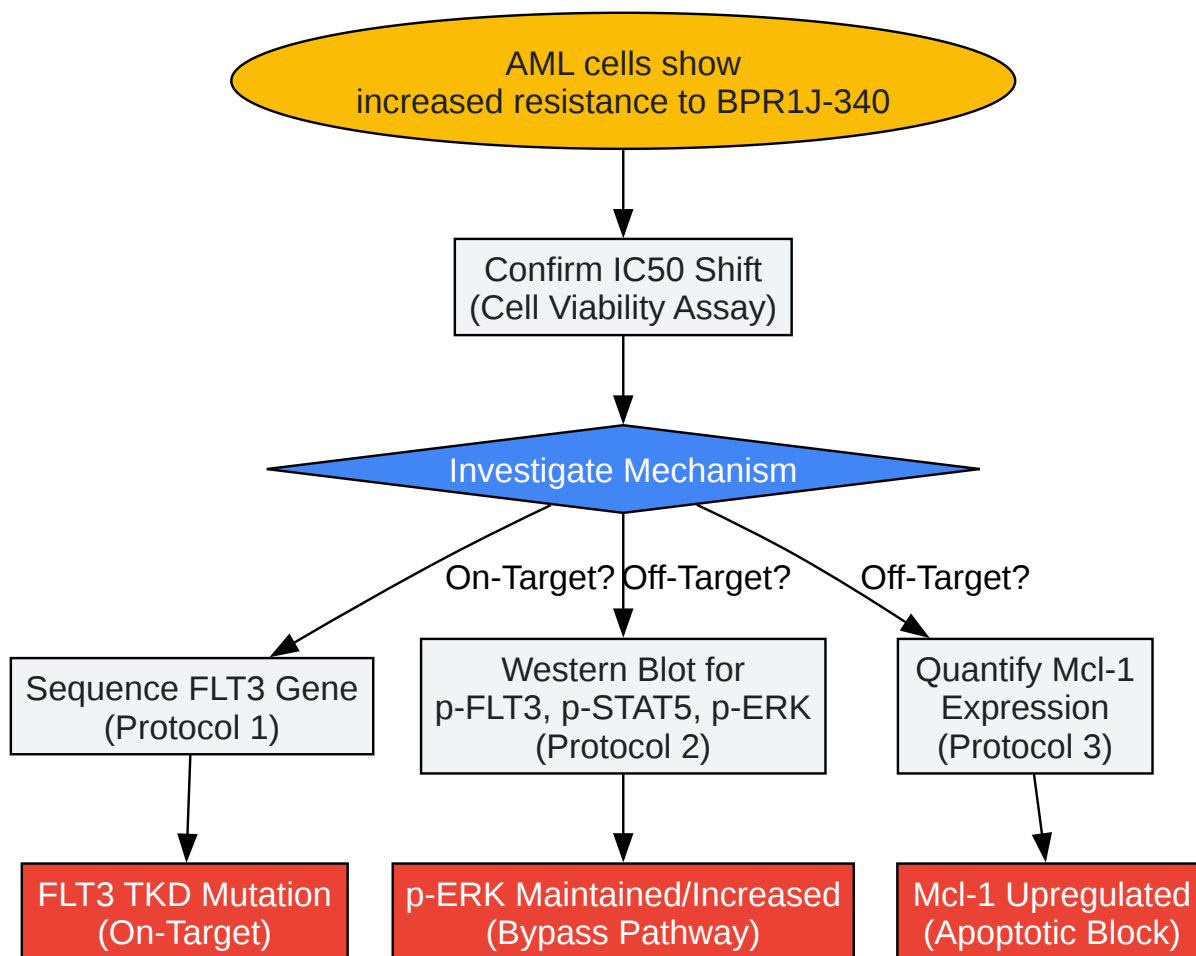 AML cells show
increased resistance to BPR1J-340
Confirm IC50 Shift
(Cell Viability Assay)
Investigate Mechanism
On-Target?
Off-Target?
Off-Target?
Sequence FLT3 Gene
(Protocol 1)
Western Blot for
p-FLT3, p-STAT5, p-ERK
(Protocol 2)
Quantify Mcl-1
Expression
(Protocol 3)
FLT3 TKD Mutation
(On-Target)
p-ERK Maintained/Increased
(Bypass Pathway)
Mcl-1 Upregulated
(Apoptotic Block)